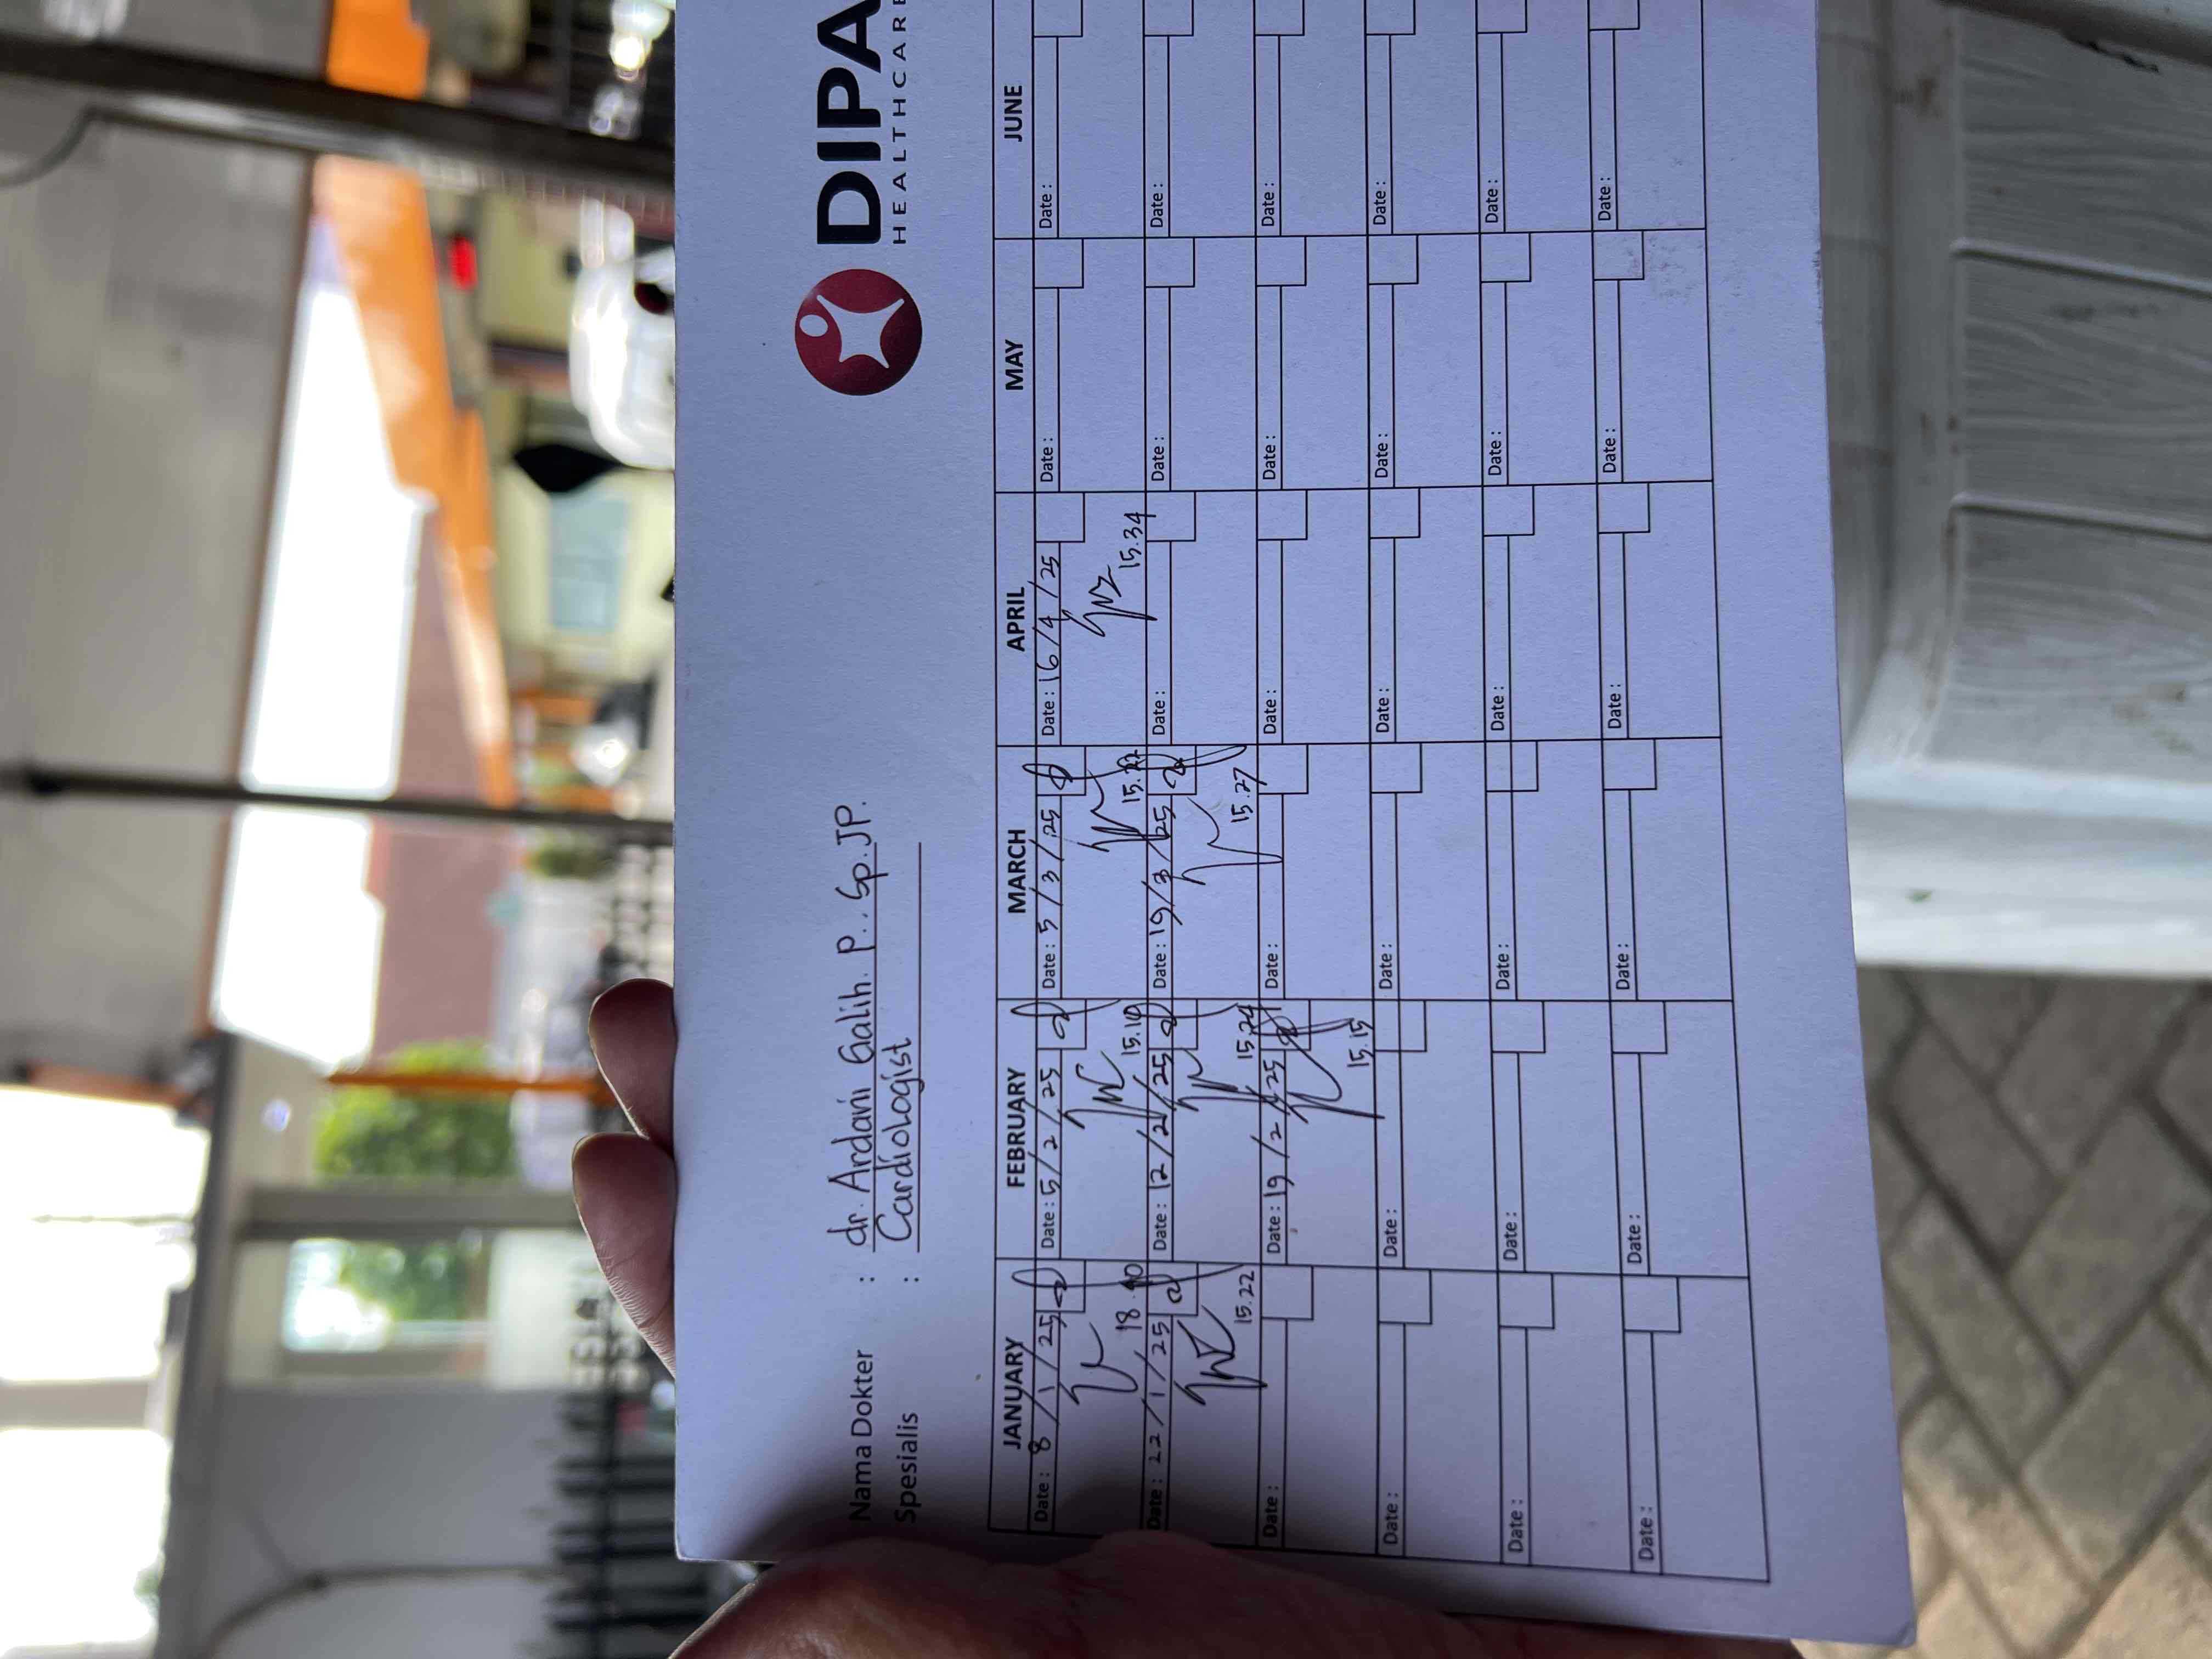 DIPA
HEALTHCARE
Nama Dokter : dr. Ardani Galih. P., Sp.JP.
Spesialis : Cardiologist
JANUARY FEBRUARY MARCH APRIL MAY JUNE
Date : 8 / 1 / 25 Date : 5 / 2 / 25 Date : 5 / 3 / 25 Date : 16 / 4 / 25 Date : Date :
18.40 15.10 15.34
Date : 22 / 1 / 25 Date : 12 / 2 / 25 Date : 19 / 3 / 25 Date : Date : Date :
15.22 15.24 15.27
Date : Date : 19 / 2 / 25 Date : Date : Date : Date :
15.15
Date : Date : Date : Date : Date : Date :
Date : Date : Date : Date : Date : Date :
Date : Date : Date : Date : Date : Date :